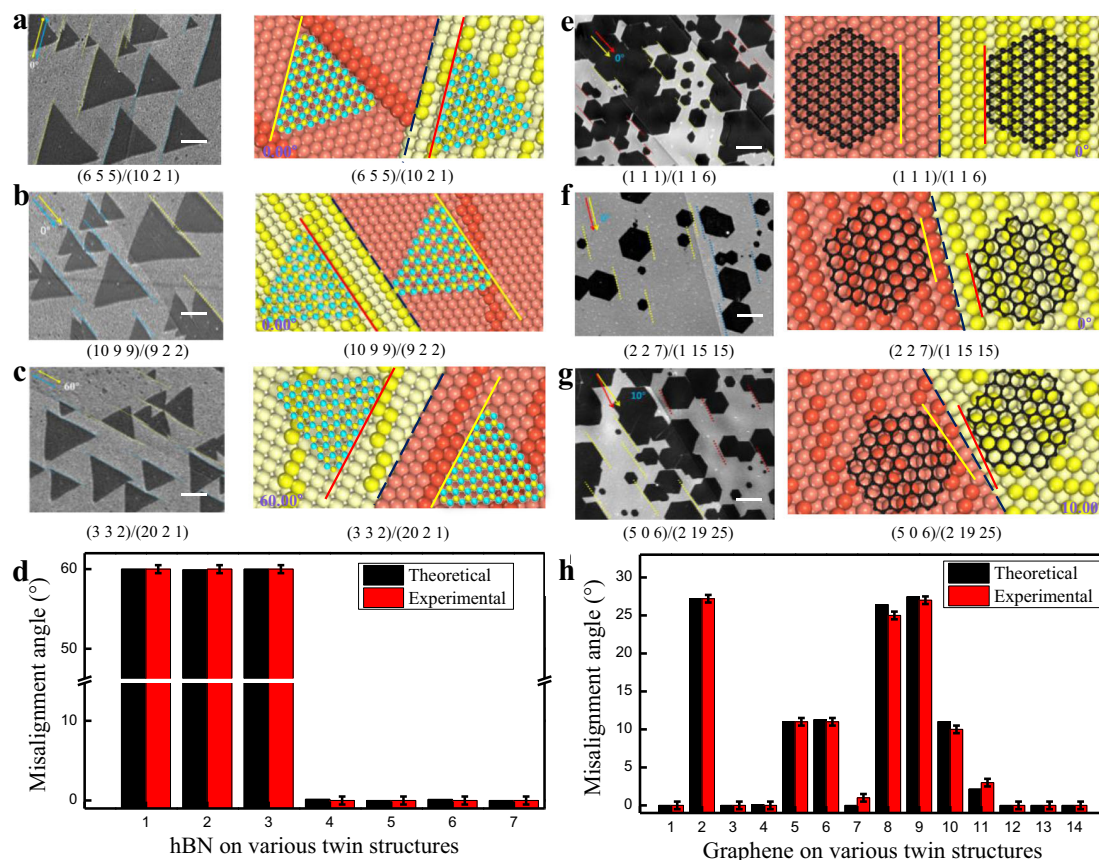 a
0°
0.00°
(6 5 5)/(10 2 1)
(6 5 5)/(10 2 1)
b
0°
0.00
(10 9 9)/(9 2 2)
(10 9 9)/(9 2 2)
c
60°
60.00°
(3 3 2)/(20 2 1)
(3 3 2)/(20 2 1)
d
Misalignment angle (°)
60
50
10
0
Theoretical
Experimental
1 2 3 4 5 6 7
hBN on various twin structures
e
0°
0°
(1 1 1)/(1 1 6)
(1 1 1)/(1 1 6)
f
0°
0°
(2 2 7)/(1 15 15)
(2 2 7)/(1 15 15)
g
10°
10.00
(5 0 6)/(2 19 25)
(5 0 6)/(2 19 25)
h
Misalignment angle (°)
30
25
20
15
10
5
0
Theoretical
Experimental
1 2 3 4 5 6 7 8 9 10 11 12 13 14
Graphene on various twin structures